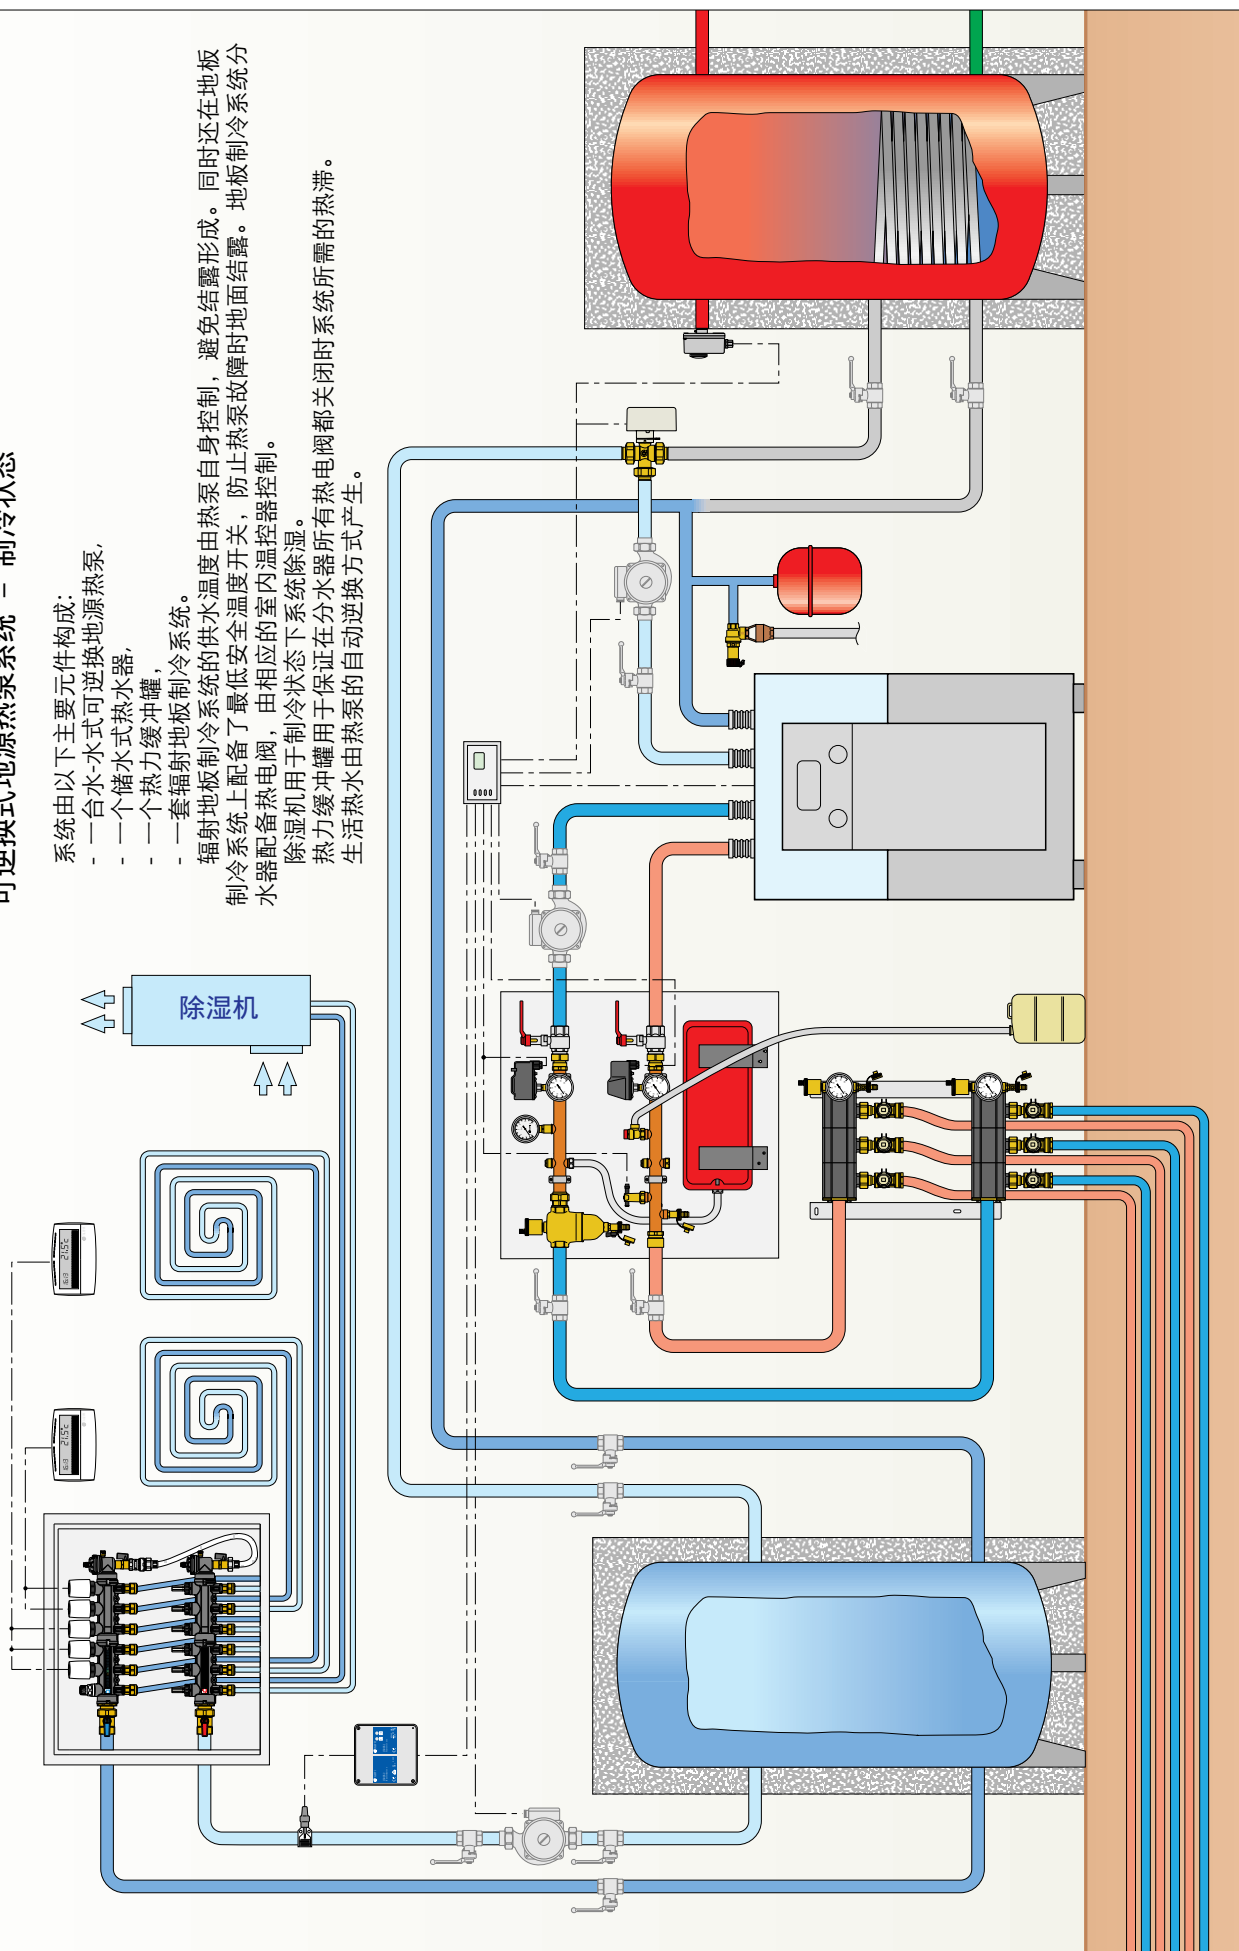 可逆换式地源热泵系统 – 制冷状态
系统由以下主要元件构成：
- 一台水-水式可逆换地源热泵,
- 一个储水式热水器,
- 一个热力缓冲罐,
- 一套辐射地板制冷系统。
辐射地板制冷系统的供水温度由热泵自身控制，避免结露形成。同时还在地板
制冷系统上配备了最低安全温度开关，防止热泵故障时地面结露。地板制冷系统分
水器配备热电阀，由相应的室内温控器控制。
除湿机用于制冷状态下系统除湿。
热力缓冲罐用于保证在分水器所有热电阀都关闭时系统所需的热滞。
生活热水由热泵的自动逆换方式产生。
除湿机
16:13 21.5°c
16:13 21.5°c